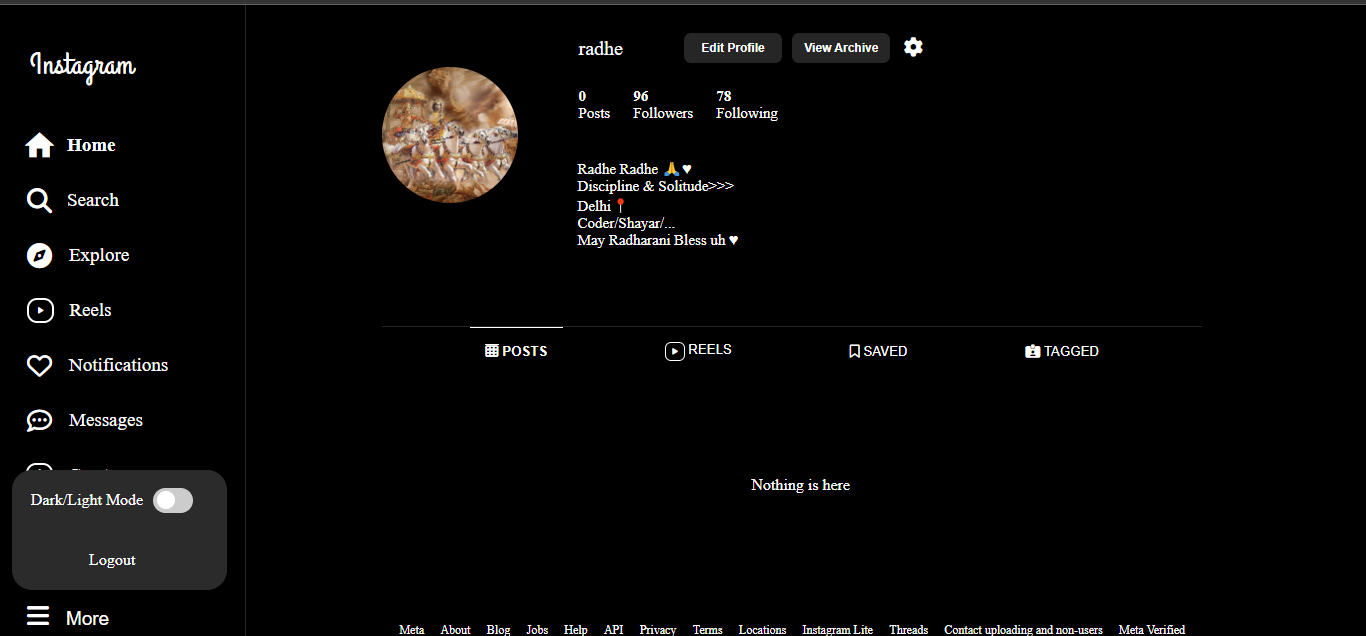 Instagram
Home
Search
Explore
Reels
Notifications
Messages
Dark/Light Mode
Logout
More
radhe
Edit Profile
View Archive
0 96 78
Posts Followers Following
Radhe Radhe 🙏♥
Discipline & Solitude>>>
Delhi 📍
Coder/Shayar/...
May Radharani Bless uh ♥
POSTS REELS SAVED TAGGED
Nothing is here
Meta About Blog Jobs Help API Privacy Terms Locations Instagram Lite Threads Contact uploading and non-users Meta Verified